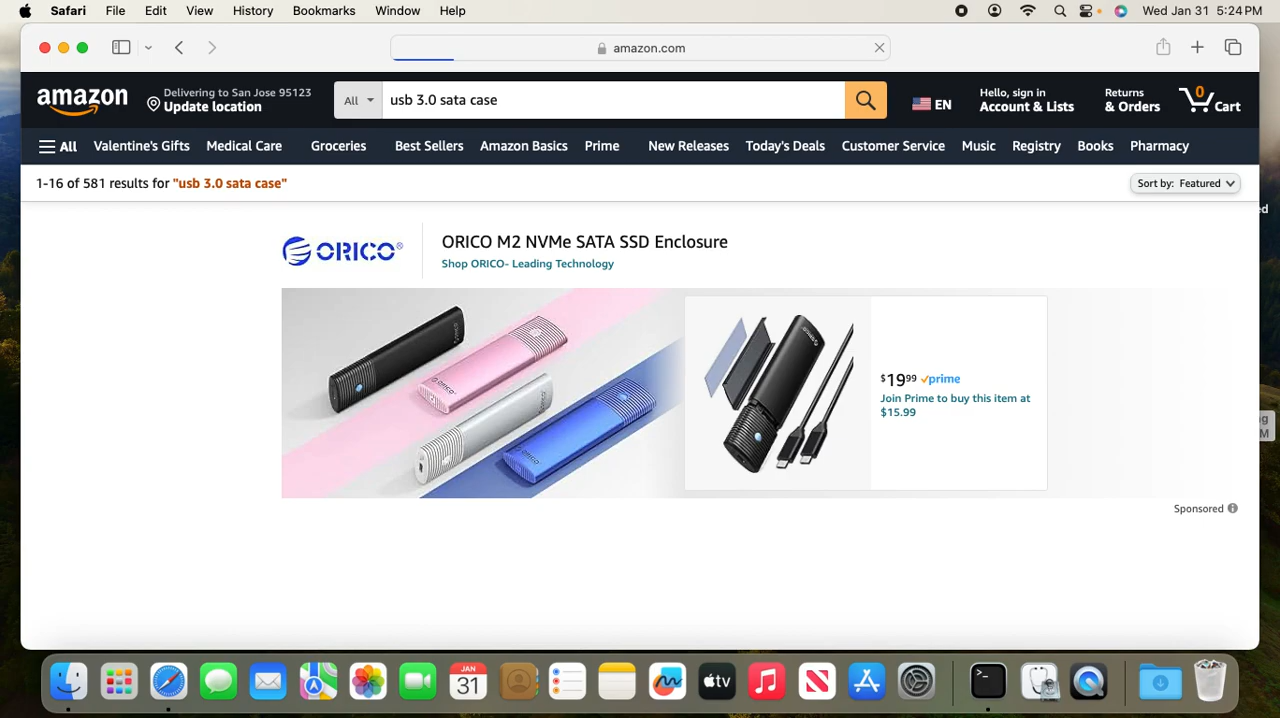 Safari File Edit View History Bookmarks Window Help Wed Jan 31 5:24 PM
amazon.com
amazon
Delivering to San Jose 95123
Update location
All
usb 3.0 sata case
EN
Hello, sign in
Account & Lists
Returns
& Orders
0
Cart
All Valentine's Gifts Medical Care Groceries Best Sellers Amazon Basics Prime New Releases Today's Deals Customer Service Music Registry Books Pharmacy
1-16 of 581 results for "usb 3.0 sata case"
Sort by: Featured
ORICO®
ORICO M2 NVMe SATA SSD Enclosure
Shop ORICO- Leading Technology
$19.99 prime
Join Prime to buy this item at
$15.99
Sponsored
JAN
31
tv